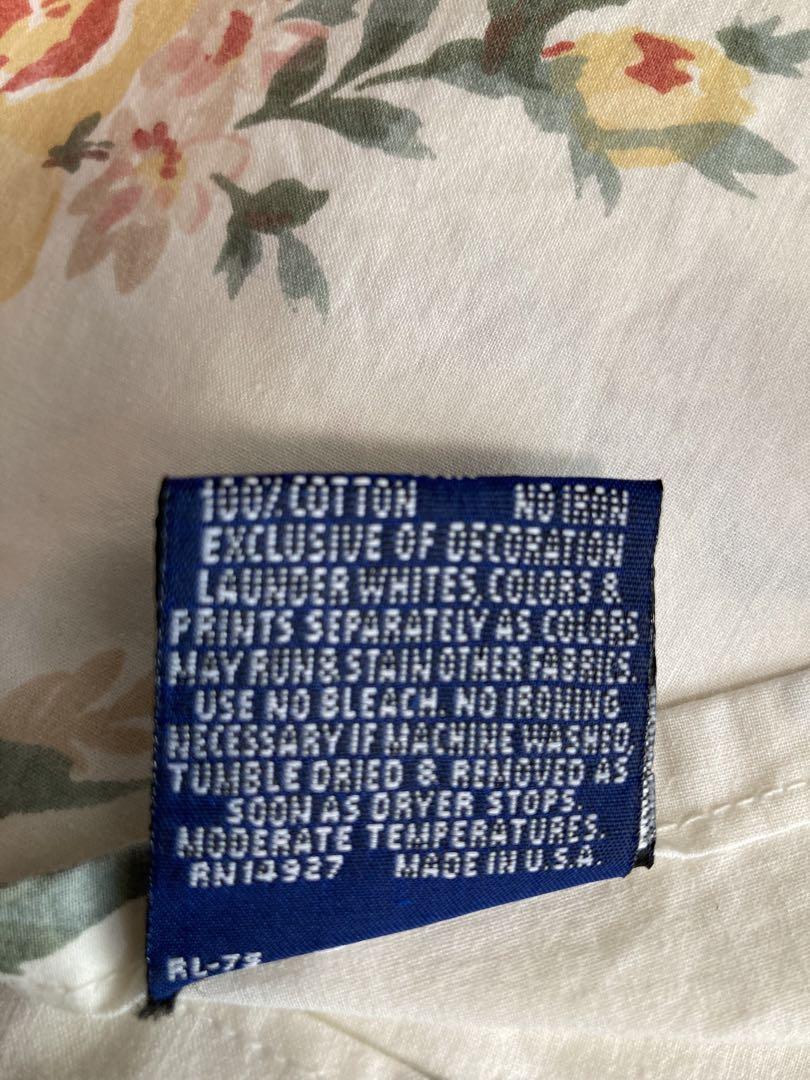 100% COTTON NO IRON
EXCLUSIVE OF DECORATION
LAUNDER WHITES, COLORS &
PRINTS SEPARATELY AS COLORS
MAY RUN & STAIN OTHER FABRICS.
USE NO BLEACH. NO IRONING
NECESSARY IF MACHINE WASHED,
TUMBLE DRIED & REMOVED AS
SOON AS DRYER STOPS.
MODERATE TEMPERATURES.
RN14927 MADE IN U.S.A.